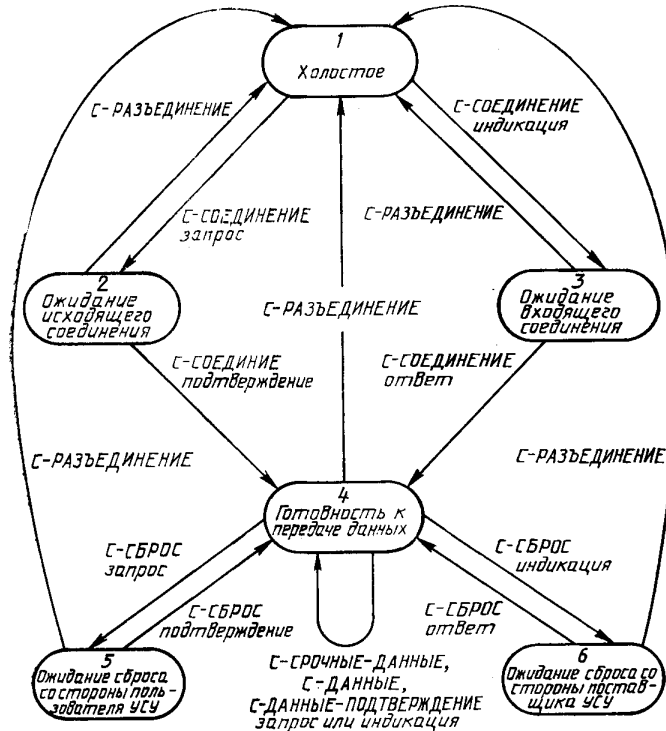 1
Холостое
С-РАЗЪЕДИНЕНИЕ
С-СОЕДИНЕНИЕ
индикация
С-СОЕДИНЕНИЕ
запрос
С-РАЗЪЕДИНЕНИЕ
2
Ожидание
исходящего
соединения
3
Ожидание
входящего
соединения
С-РАЗЪЕДИНЕНИЕ
С-СОЕДИНИЕ
подтверждение
С-СОЕДИНЕНИЕ
ответ
С-РАЗЪЕДИНЕНИЕ
С-РАЗЪЕДИНЕНИЕ
4
Готовность к
передаче данных
С-СБРОС
запрос
С-СБРОС
индикация
С-СБРОС
подтверждение
С-СБРОС
ответ
5
Ожидание сброса
со стороны поль-
зователя УСУ
6
Ожидание сброса со
стороны постав-
щика УСУ
С-СРОЧНЫЕ-ДАННЫЕ,
С-ДАННЫЕ,
С-ДАННЫЕ-ПОДТВЕРЖДЕНИЕ
запрос или индикация